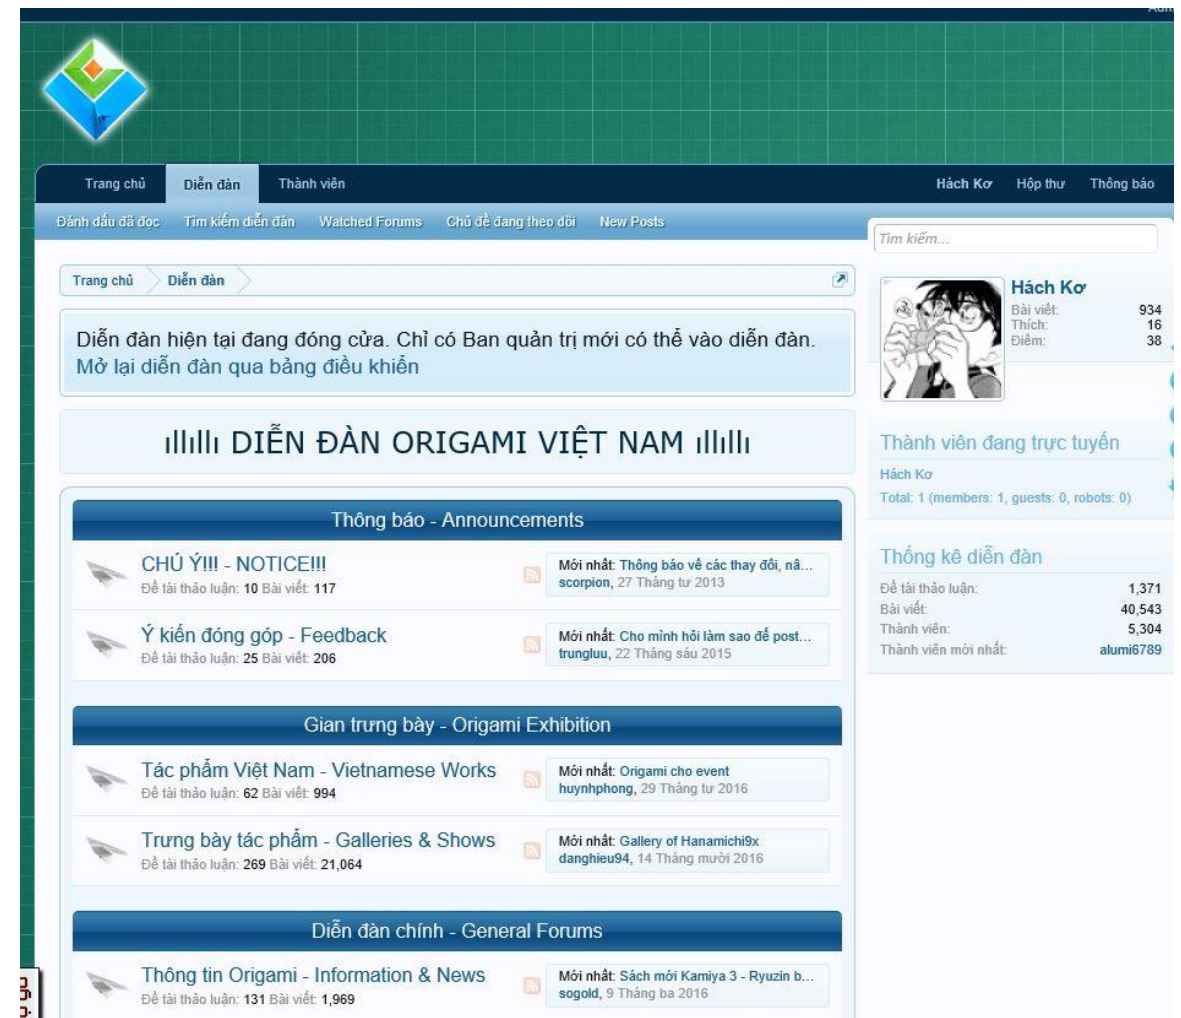 Trang chủ Diễn đàn Thành viên Hách Kơ Hộp thư Thông báo
Đánh dấu đã đọc Tìm kiếm diễn đàn Watched Forums Chủ đề đang theo dõi New Posts
Tìm kiếm...
Trang chủ Diễn đàn
Diễn đàn hiện tại đang đóng cửa. Chỉ có Ban quản trị mới có thể vào diễn đàn.
Mở lại diễn đàn qua bảng điều khiển
ıllıllı DIỄN ĐÀN ORIGAMI VIỆT NAM ıllıllı
Thông báo - Announcements
CHÚ Ý!!! - NOTICE!!!
Đề tài thảo luận: 10 Bài viết: 117
Mới nhất: Thông báo về các thay đổi, nâ...
scorpion, 27 Tháng tư 2013
Ý kiến đóng góp - Feedback
Đề tài thảo luận: 25 Bài viết: 206
Mới nhất: Cho mình hỏi làm sao để post...
trungluu, 22 Tháng sáu 2015
Gian trưng bày - Origami Exhibition
Tác phẩm Việt Nam - Vietnamese Works
Đề tài thảo luận: 62 Bài viết: 994
Mới nhất: Origami cho event
huynhphong, 29 Tháng tư 2016
Trưng bày tác phẩm - Galleries & Shows
Đề tài thảo luận: 269 Bài viết: 21,064
Mới nhất: Gallery of Hanamichi9x
danghieu94, 14 Tháng mười 2016
Diễn đàn chính - General Forums
Thông tin Origami - Information & News
Đề tài thảo luận: 131 Bài viết: 1,969
Mới nhất: Sách mới Kamiya 3 - Ryuzin b...
sogold, 9 Tháng ba 2016
Hách Kơ
Bài viết: 934
Thích: 16
Điểm: 38
Thành viên đang trực tuyến
Hách Kơ
Total: 1 (members: 1, guests: 0, robots: 0)
Thống kê diễn đàn
Đề tài thảo luận: 1,371
Bài viết: 40,543
Thành viên: 5,304
Thành viên mới nhất: alumi6789